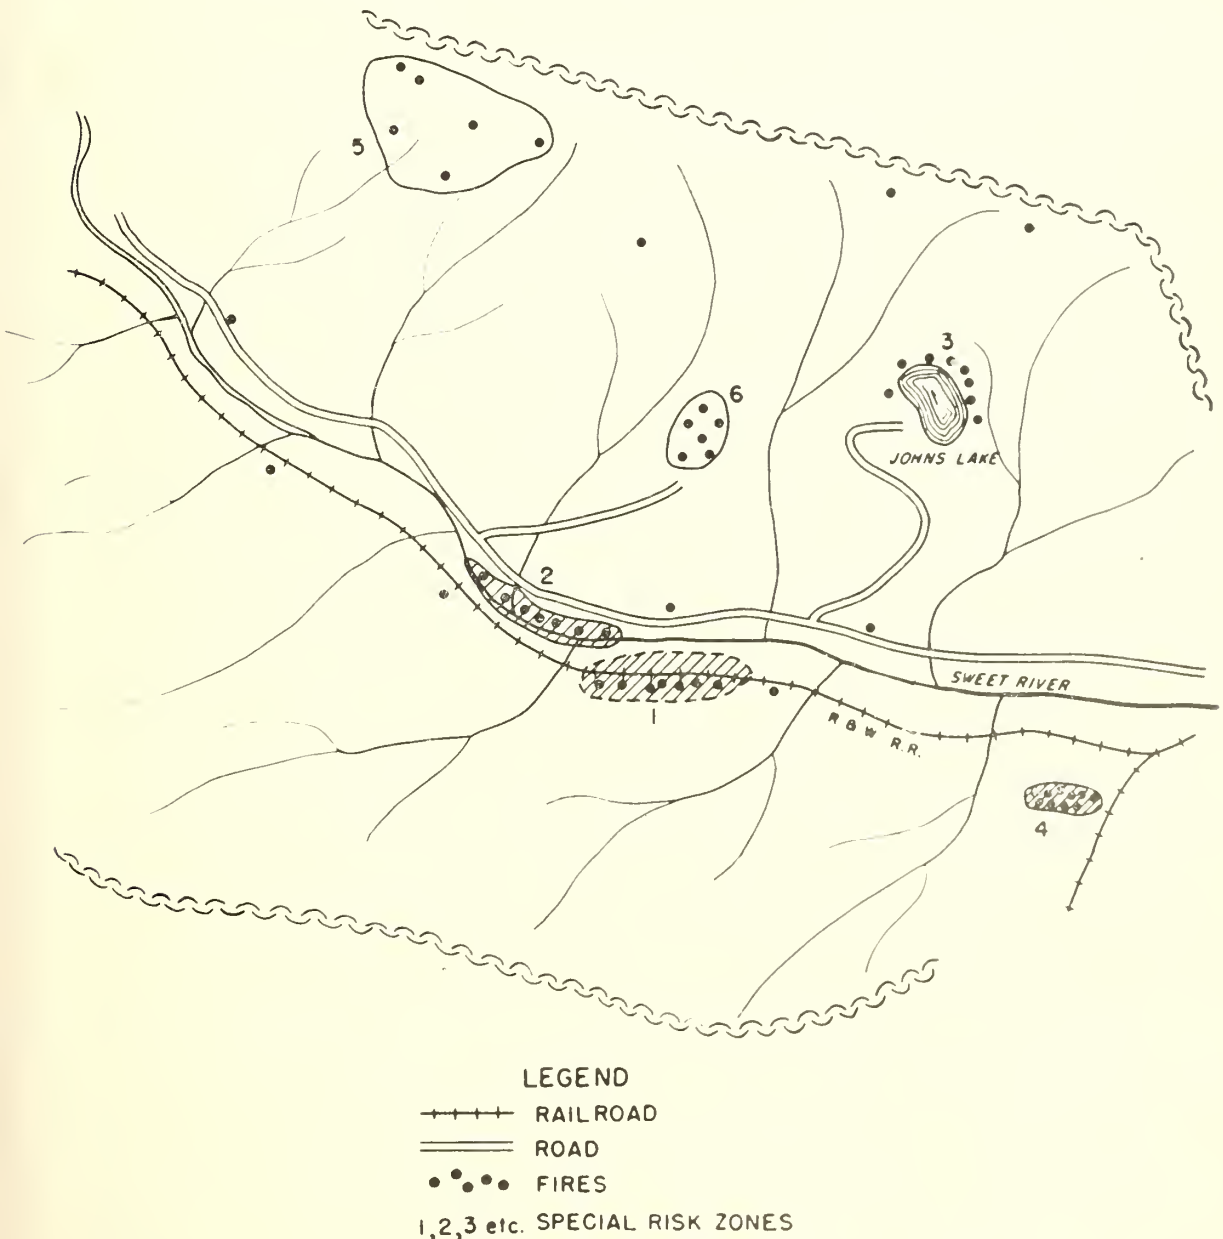 5
3
6
JOHNS LAKE
2
SWEET RIVER
1
R & W R.R.
4
LEGEND
RAILROAD
ROAD
FIRES
1,2,3 etc. SPECIAL RISK ZONES